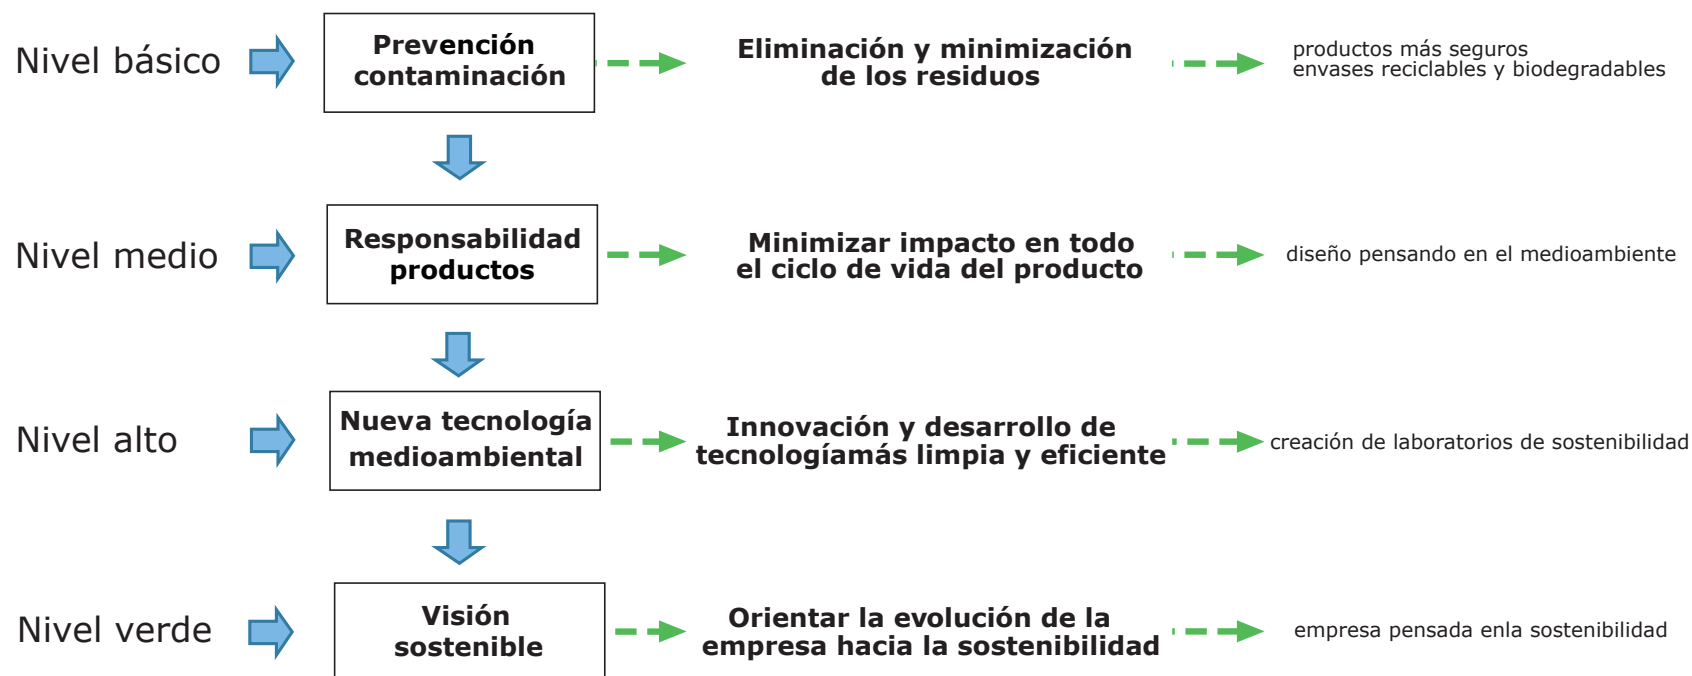 Nivel básico
Prevención
contaminación
Eliminación y minimización
de los residuos
productos más seguros
envases reciclables y biodegradables
Nivel medio
Responsabilidad
productos
Minimizar impacto en todo
el ciclo de vida del producto
diseño pensando en el medioambiente
Nivel alto
Nueva tecnología
medioambiental
Innovación y desarrollo de
tecnologíamás limpia y eficiente
creación de laboratorios de sostenibilidad
Nivel verde
Visión
sostenible
Orientar la evolución de la
empresa hacia la sostenibilidad
empresa pensada enla sostenibilidad